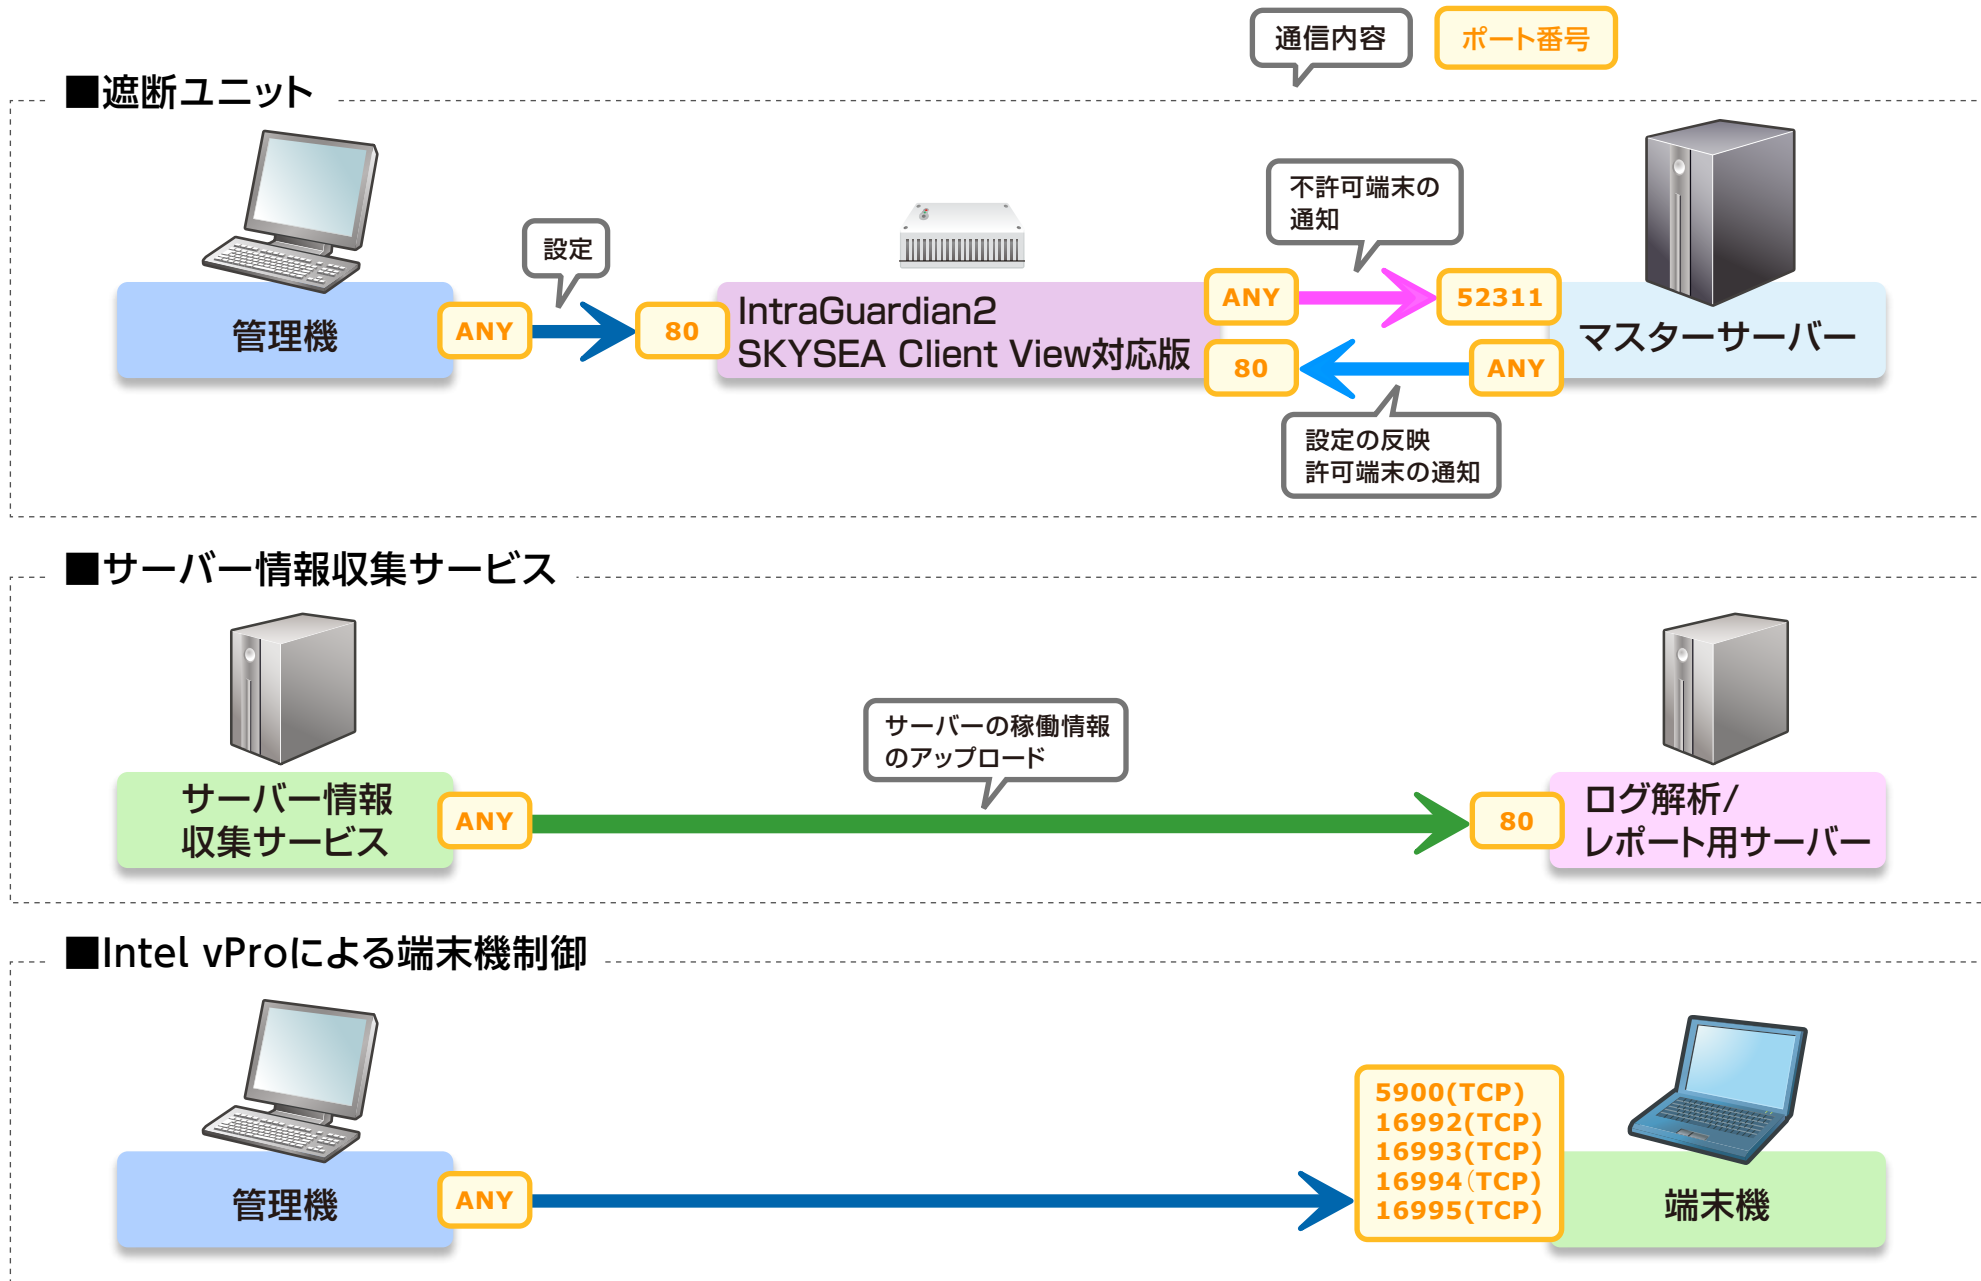 通信内容
ポート番号
■遮断ユニット
設定
不許可端末の
通知
管理機
ANY
80
IntraGuardian2
SKYSEA Client View対応版
ANY
52311
80
ANY
マスターサーバー
設定の反映
許可端末の通知
■サーバー情報収集サービス
サーバーの稼働情報
のアップロード
サーバー情報
収集サービス
ANY
80
ログ解析/
レポート用サーバー
■Intel vProによる端末機制御
管理機
ANY
5900(TCP)
16992(TCP)
16993(TCP)
16994（TCP)
16995(TCP)
端末機